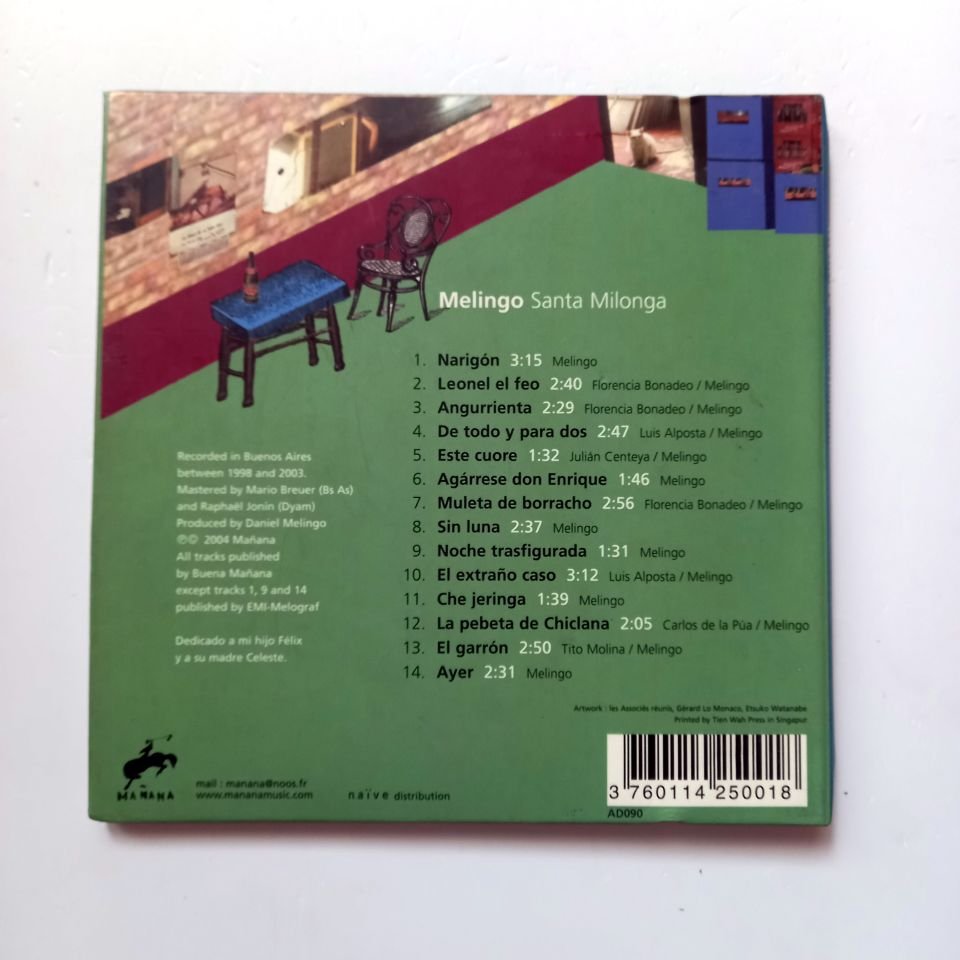 Melingo Santa Milonga
1. Narigón 3:15 Melingo
2. Leonel el feo 2:40 Florencia Bonadeo / Melingo
3. Angurrienta 2:29 Florencia Bonadeo / Melingo
4. De todo y para dos 2:47 Luis Alposta / Melingo
5. Este cuore 1:32 Julián Centeya / Melingo
6. Agárrese don Enrique 1:46 Melingo
7. Muleta de borracho 2:56 Florencia Bonadeo / Melingo
8. Sin luna 2:37 Melingo
9. Noche trasfigurada 1:31 Melingo
10. El extraño caso 3:12 Luis Alposta / Melingo
11. Che jeringa 1:39 Melingo
12. La pebeta de Chiclana 2:05 Carlos de la Púa / Melingo
13. El garrón 2:50 Tito Molina / Melingo
14. Ayer 2:31 Melingo
Recorded in Buenos Aires
between 1998 and 2003.
Mastered by Mario Breuer (Bs As)
and Raphaël Jonin (Dyam)
Produced by Daniel Melingo
℗© 2004 Mañana
All tracks published
by Buena Mañana
except tracks 1, 9 and 14
published by EMI-Melograf
Dedicado a mi hijo Félix
y a su madre Celeste.
Artwork : les Associés réunis, Gérard Lo Monaco, Etsuko Watanabe
Printed by Tien Wah Press in Singapur
MAÑANA
mail : manana@noos.fr
www.mananamusic.com
naïve distribution
3 760114 250018
AD090